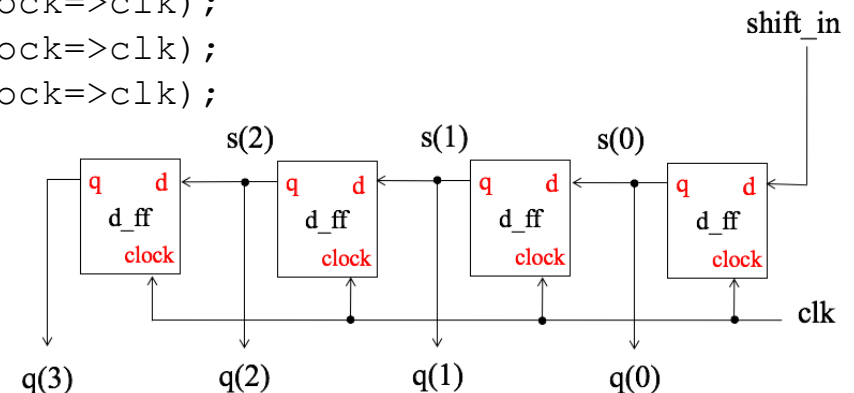 ock=>clk);
shift_in
ock=>clk);
ock=>clk);
s(2) s(1) s(0)
q d q d q d q d
d_ff d_ff d_ff d_ff
clock clock clock clock
clk
q(3) q(2) q(1) q(0)